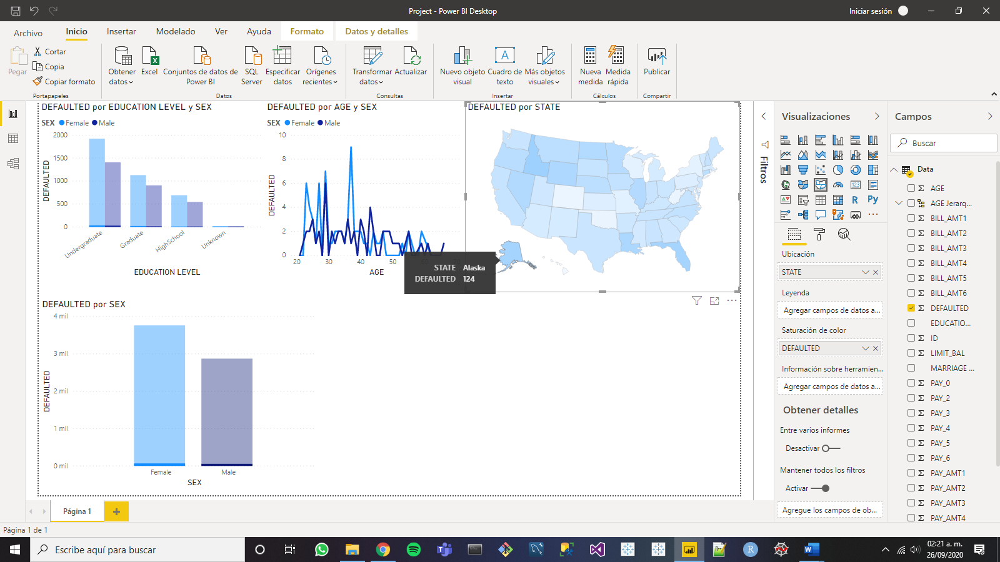 Project - Power BI Desktop
Iniciar sesión
Archivo
Inicio
Insertar
Modelado
Ver
Ayuda
Formato
Datos y detalles
Pegar
Cortar
Copia
Copiar formato
Portapapeles
Obtener datos
Excel
Conjuntos de datos de Power BI
SQL Server
Especificar datos
Orígenes recientes
Datos
Transformar datos
Actualizar
Consultas
Nuevo objeto visual
Cuadro de texto
Más objetos visuales
Insertar
Nueva medida
Medida rápida
Cálculos
Publicar
Compartir
DEFAULTED por EDUCATION LEVEL y SEX
SEX Female Male
2000
1500
1000
500
0
DEFAULTED
Undergraduate
Graduate
HighSchool
Unknown
EDUCATION LEVEL
DEFAULTED por AGE y SEX
SEX Female Male
10
8
6
4
2
0
DEFAULTED
20 30 40 50
AGE
DEFAULTED por STATE
STATE Alaska
DEFAULTED 124
DEFAULTED por SEX
4 mil
3 mil
2 mil
1 mil
0 mil
DEFAULTED
Female
Male
SEX
Filtros
Visualizaciones
R
Py
123
Ubicación
STATE
Leyenda
Agregar campos de datos a...
Saturación de color
DEFAULTED
Información sobre herramien...
Agregar campos de datos a...
Obtener detalles
Entre varios informes
Desactivar
Mantener todos los filtros
Activar
Agregue los campos de ob...
Campos
Buscar
Data
AGE
AGE Jerarq...
BILL_AMT1
BILL_AMT2
BILL_AMT3
BILL_AMT4
BILL_AMT5
BILL_AMT6
DEFAULTED
EDUCATIO...
ID
LIMIT_BAL
MARRIAGE ...
PAY_0
PAY_2
PAY_3
PAY_4
PAY_5
PAY_6
PAY_AMT1
PAY_AMT2
PAY_AMT3
PAY_AMT4
Página 1
Página 1 de 1
Escribe aquí para buscar
02:21 a. m.
26/09/2020